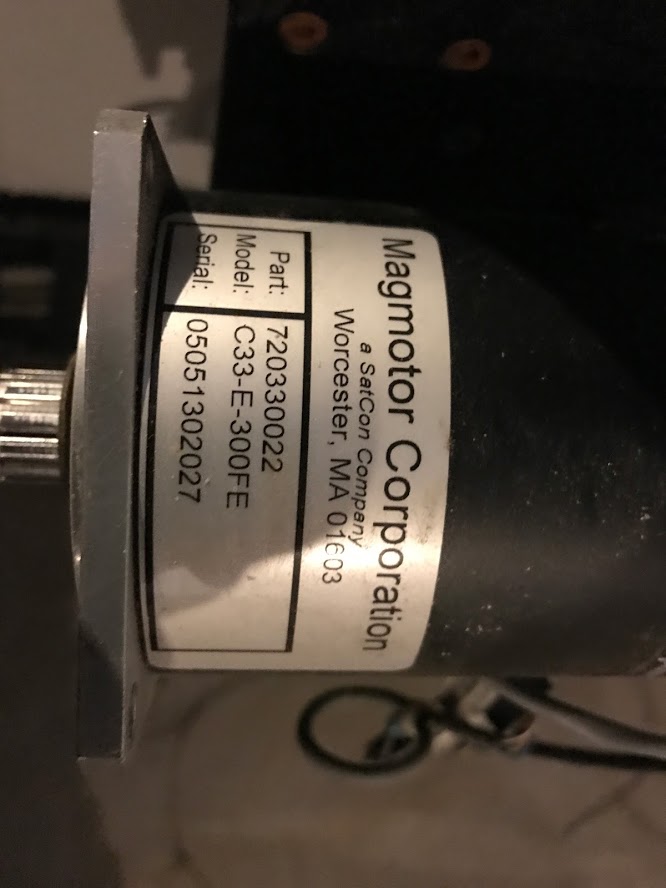 Magmotor Corporation
a SatCon Company
Worcester, MA 01603
Part: 720330022
Model: C33-E-300FE
Serial: 05051302027